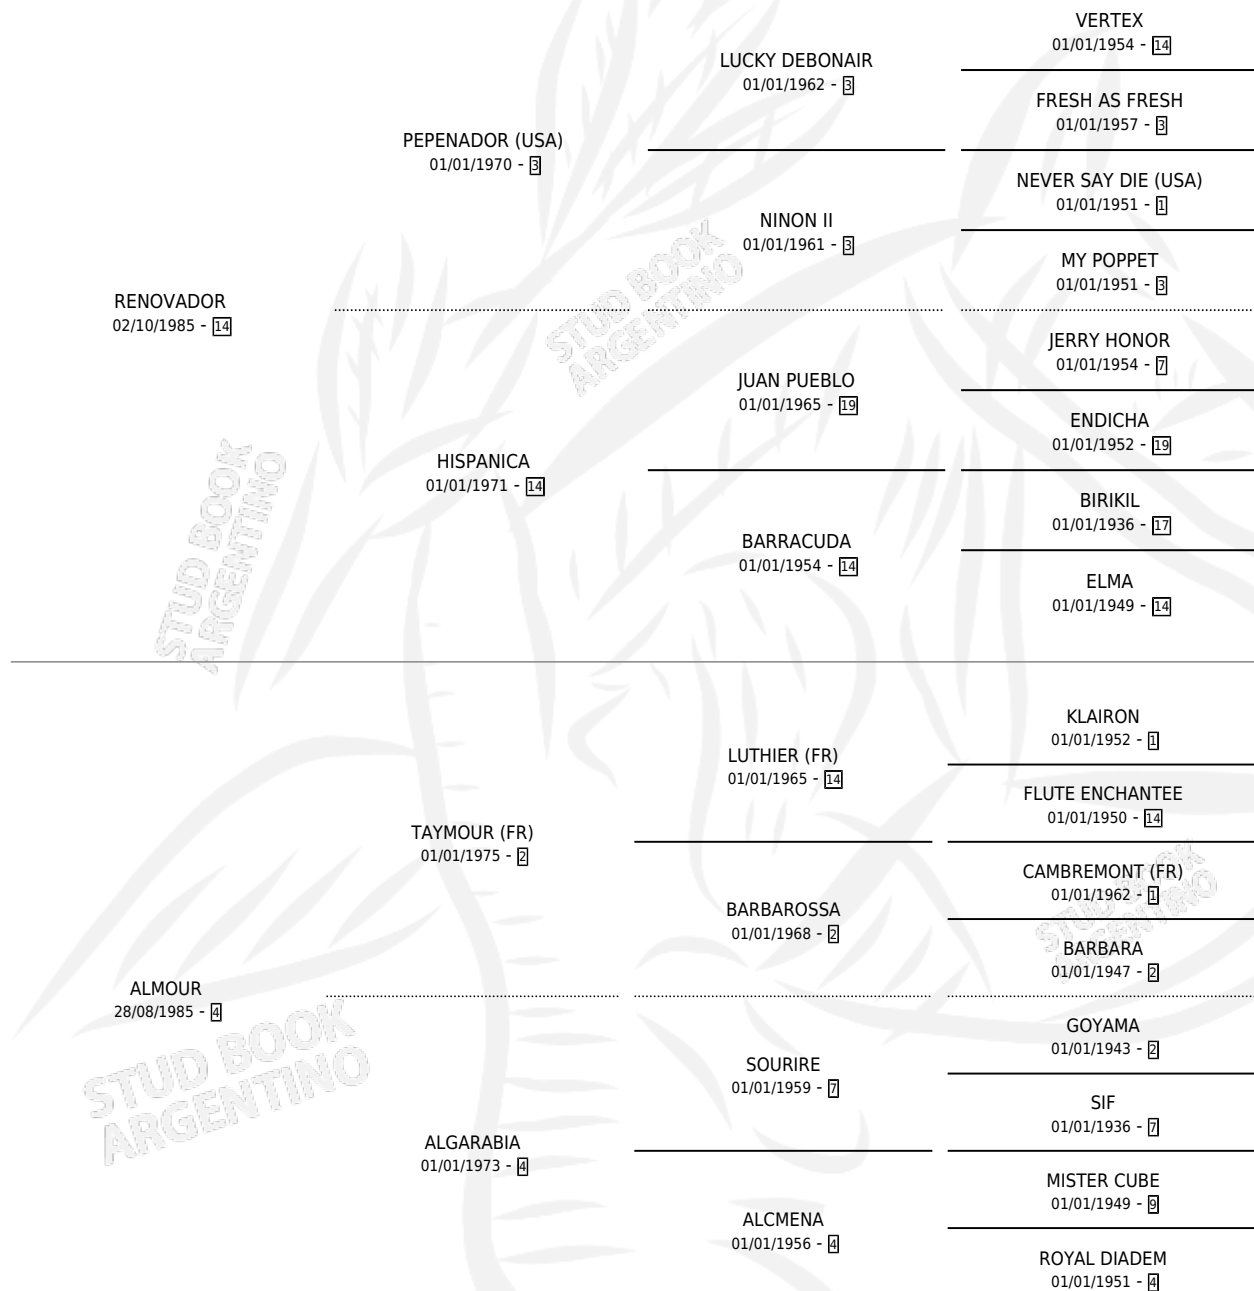 VERTEX
01/01/1954 - 14
LUCKY DEBONAIR
01/01/1962 - 3
FRESH AS FRESH
01/01/1957 - 3
PEPENADOR (USA)
01/01/1970 - 3
NEVER SAY DIE (USA)
01/01/1951 - 1
NINON II
01/01/1961 - 3
MY POPPET
01/01/1951 - 3
RENOVADOR
02/10/1985 - 14
STUD BOOK
ARGENTINO
JERRY HONOR
01/01/1954 - 7
JUAN PUEBLO
01/01/1965 - 19
ENDICHA
01/01/1952 - 19
HISPANICA
01/01/1971 - 14
BIRIKIL
01/01/1936 - 17
BARRACUDA
01/01/1954 - 14
ELMA
01/01/1949 - 14
STUD BOOK
ARGENTINO
KLAIRON
01/01/1952 - 1
LUTHIER (FR)
01/01/1965 - 14
FLUTE ENCHANTEE
01/01/1950 - 14
TAYMOUR (FR)
01/01/1975 - 2
CAMBREMONT (FR)
01/01/1962 - 1
BARBAROSSA
01/01/1968 - 2
BARBARA
01/01/1947 - 2
STUD BOOK
ARGENTINO
ALMOUR
28/08/1985 - 4
GOYAMA
01/01/1943 - 2
SOURIRE
01/01/1959 - 7
SIF
01/01/1936 - 7
ALGARABIA
01/01/1973 - 4
MISTER CUBE
01/01/1949 - 9
ALCMENA
01/01/1956 - 4
ROYAL DIADEM
01/01/1951 - 4
STUD BOOK
ARGENTINO